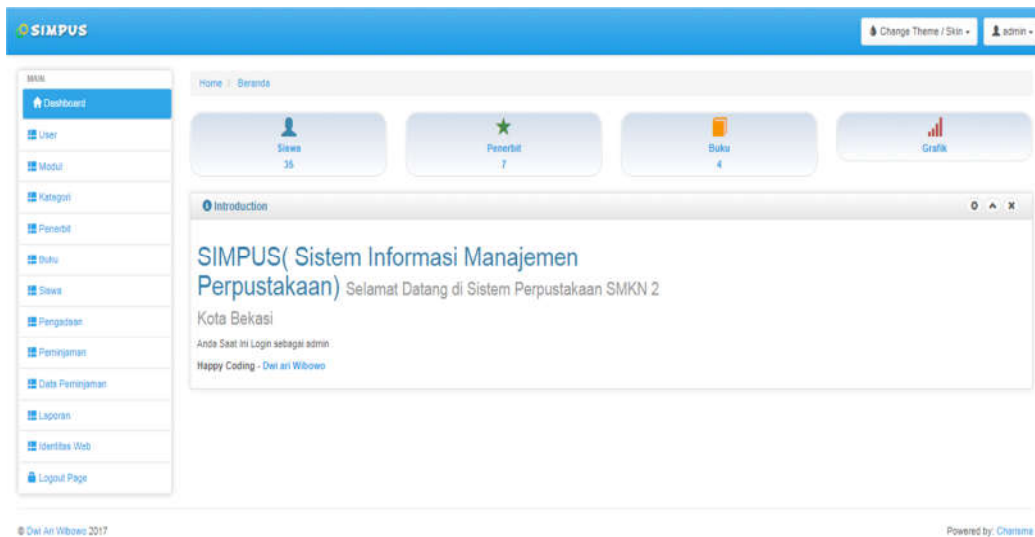 SIMPUS
Change Theme / Skin
admin
MAIN
Dashboard
User
Modul
Kategori
Penerbit
Buku
Siswa
Pengadaan
Peminjaman
Data Peminjaman
Laporan
Identitas Web
Logout Page
Home / Beranda
Siswa
35
Penerbit
7
Buku
4
Grafik
Introduction
SIMPUS( Sistem Informasi Manajemen
Perpustakaan) Selamat Datang di Sistem Perpustakaan SMKN 2
Kota Bekasi
Anda Saat Ini Login sebagai admin
Happy Coding - Dwi ari Wibowo
© Dwi Ari Wibowo 2017
Powered by: Charisma